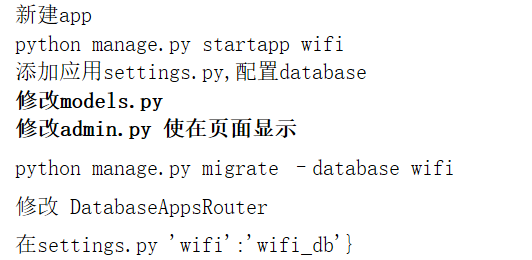 新建app
python manage.py startapp wifi
添加应用settings.py,配置database
修改models.py
修改admin.py 使在页面显示
python manage.py migrate –database wifi
修改 DatabaseAppsRouter
在settings.py 'wifi':'wifi_db'}